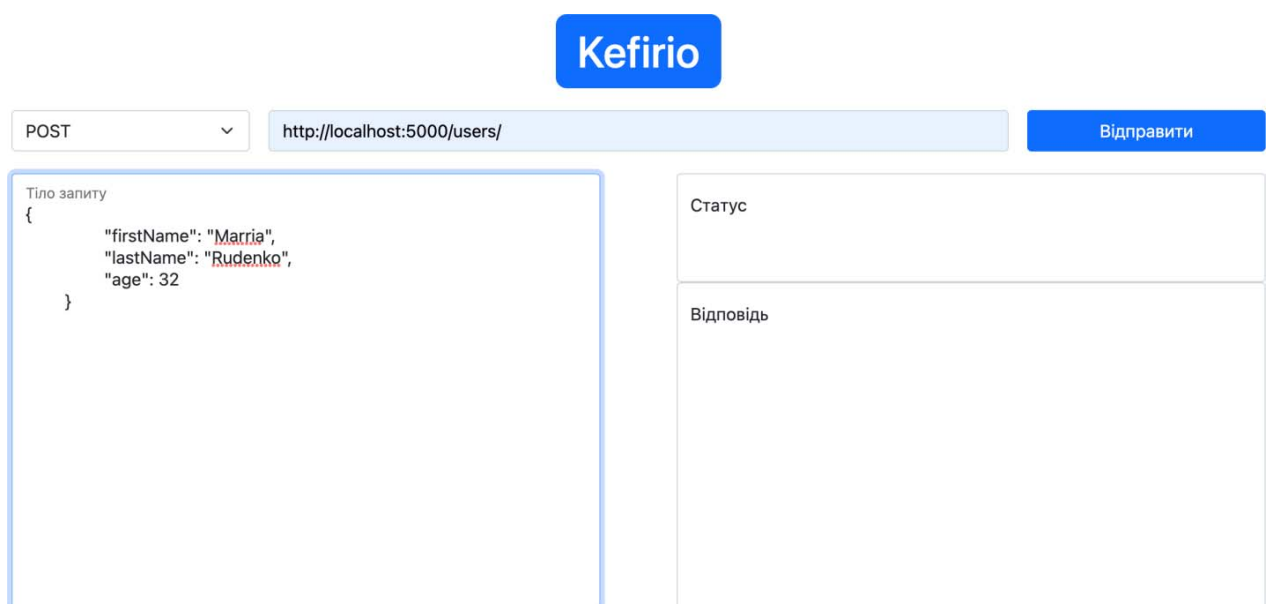 Kefirio
POST
http://localhost:5000/users/
Відправити
Тіло запиту
{
"firstName": "Marria",
"lastName": "Rudenko",
"age": 32
}
Статус
Відповідь